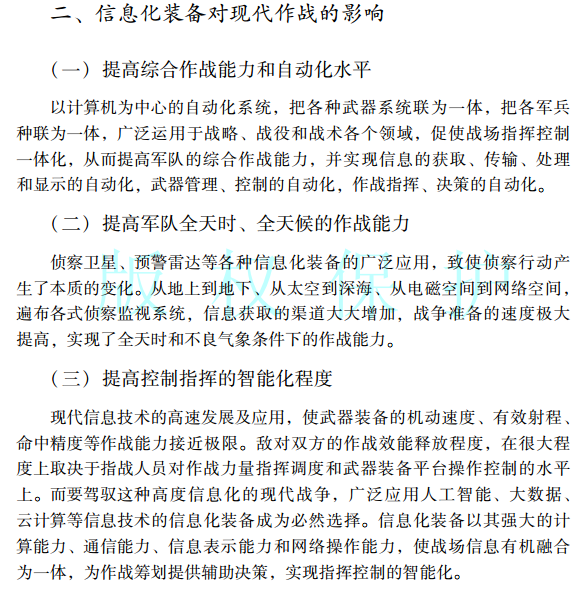 二、信息化装备对现代作战的影响
（一）提高综合作战能力和自动化水平
以计算机为中心的自动化系统，把各种武器系统联为一体，把各军兵
种联为一体，广泛运用于战略、战役和战术各个领域，促使战场指挥控制
一体化，从而提高军队的综合作战能力，并实现信息的获取、传输、处理
和显示的自动化，武器管理、控制的自动化，作战指挥、决策的自动化。
（二）提高军队全天时、全天候的作战能力
侦察卫星、预警雷达等各种信息化装备的广泛应用，致使侦察行动产
生了本质的变化。从地上到地下、从太空到深海、从电磁空间到网络空间，
遍布各式侦察监视系统，信息获取的渠道大大增加，战争准备的速度极大
提高，实现了全天时和不良气象条件下的作战能力。
版权保护
（三）提高控制指挥的智能化程度
现代信息技术的高速发展及应用，使武器装备的机动速度、有效射程、
命中精度等作战能力接近极限。敌对双方的作战效能释放程度，在很大程
度上取决于指战人员对作战力量指挥调度和武器装备平台操作控制的水平
上。而要驾驭这种高度信息化的现代战争，广泛应用人工智能、大数据、
云计算等信息技术的信息化装备成为必然选择。信息化装备以其强大的计
算能力、通信能力、信息表示能力和网络操作能力，使战场信息有机融合
为一体，为作战筹划提供辅助决策，实现指挥控制的智能化。